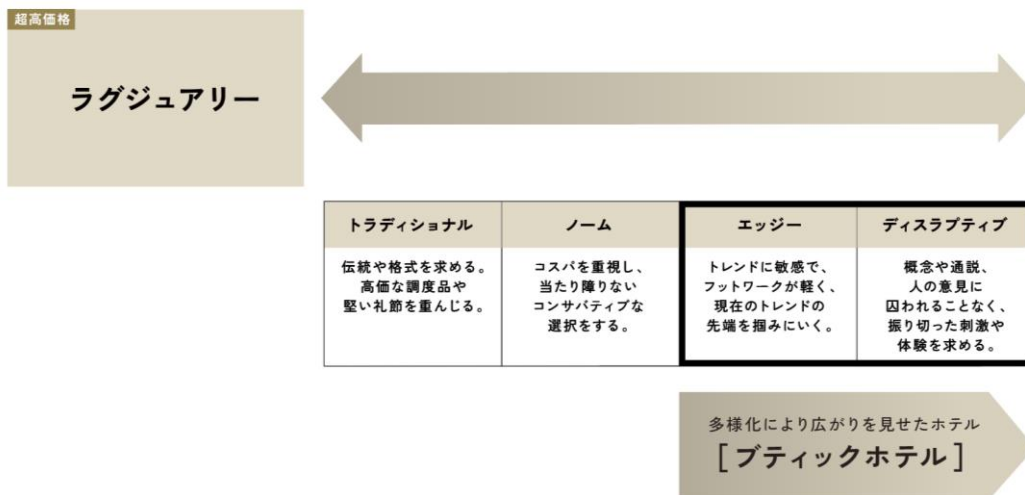 超高価格
ラグジュアリー
トラディショナル
ノーム
エッジー
ディスラプティブ
伝統や格式を求める。
高価な調度品や
堅い礼節を重んじる。
コスパを重視し、
当たり障りない
コンサバティブな
選択をする。
トレンドに敏感で、
フットワークが軽く、
現在のトレンドの
先端を掴みにいく。
概念や通説、
人の意見に
囚われることなく、
振り切った刺激や
体験を求める。
多様化により広がりを見せたホテル
[ブティックホテル]